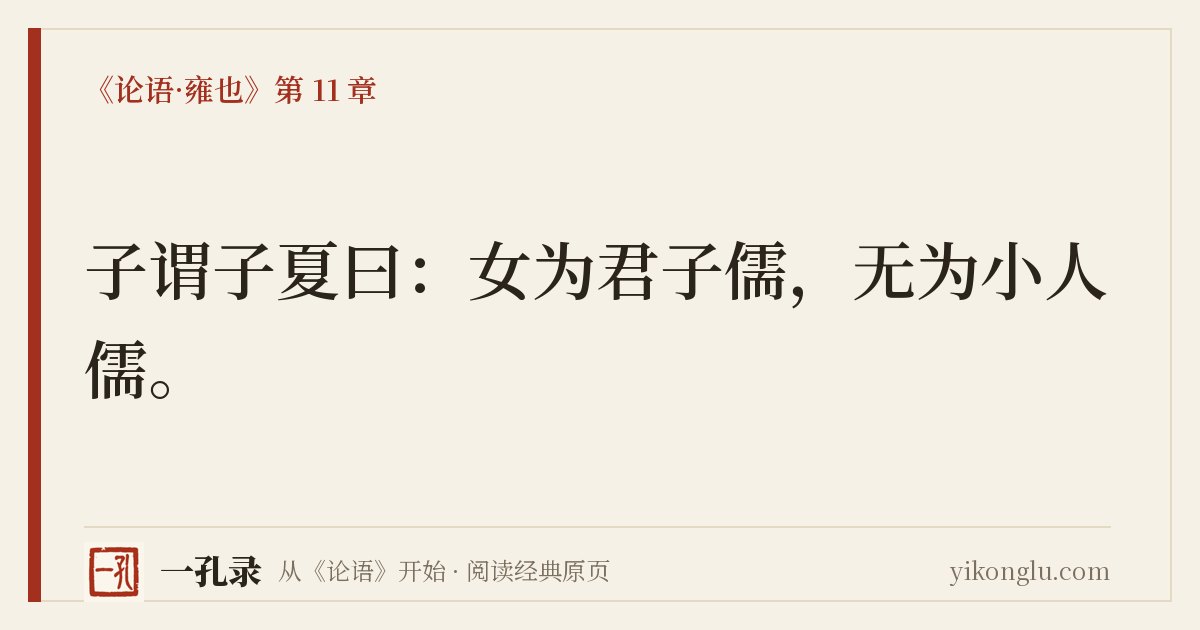 《论语·雍也》第 11 章
子谓子夏曰：女为君子儒，无为小人
儒。
一孔
一孔录 从《论语》开始 · 阅读经典原页 yikonglu.com